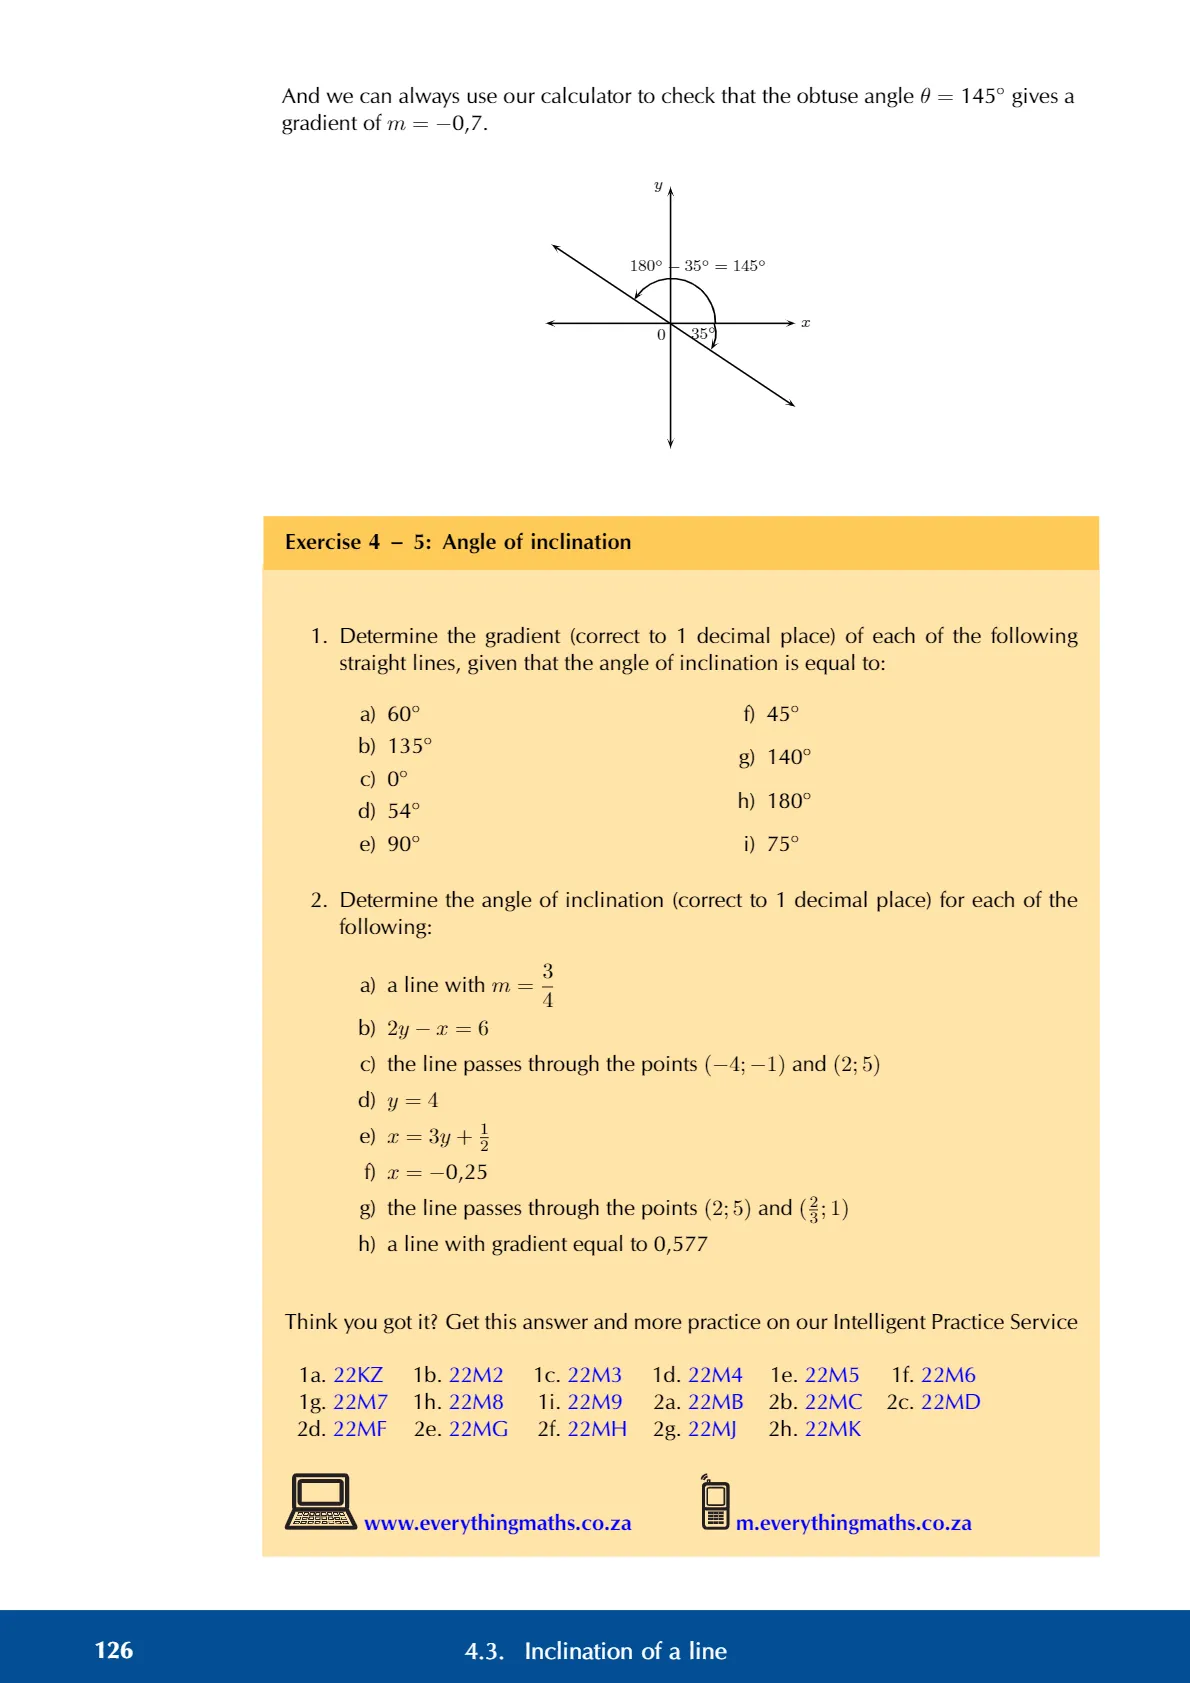 And we can always use our calculator to check that the obtuse angle θ = 145° gives a
gradient of m = −0,7.
y
180° − 35° = 145°
x
0
35°
Exercise 4 – 5: Angle of inclination
1. Determine the gradient (correct to 1 decimal place) of each of the following
straight lines, given that the angle of inclination is equal to:
a) 60°
b) 135°
c) 0°
d) 54°
e) 90°
f) 45°
g) 140°
h) 180°
i) 75°
2. Determine the angle of inclination (correct to 1 decimal place) for each of the
following:
a) a line with m = 3/4
b) 2y − x = 6
c) the line passes through the points (−4; −1) and (2; 5)
d) y = 4
e) x = 3y + 1/2
f) x = −0,25
g) the line passes through the points (2; 5) and (2/3; 1)
h) a line with gradient equal to 0,577
Think you got it? Get this answer and more practice on our Intelligent Practice Service
1a. 22KZ 1b. 22M2 1c. 22M3 1d. 22M4 1e. 22M5 1f. 22M6
1g. 22M7 1h. 22M8 1i. 22M9 2a. 22MB 2b. 22MC 2c. 22MD
2d. 22MF 2e. 22MG 2f. 22MH 2g. 22MJ 2h. 22MK
www.everythingmaths.co.za m.everythingmaths.co.za
126 4.3. Inclination of a line